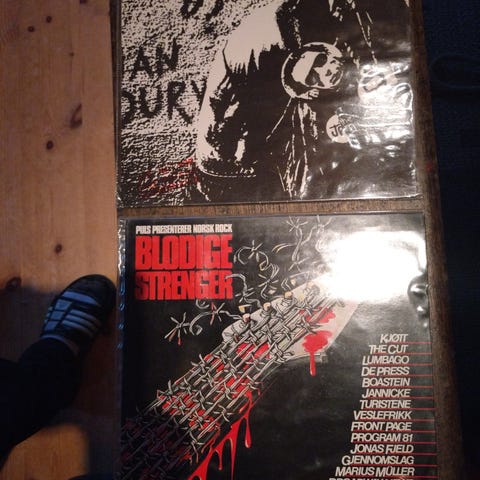 AN
DURY
PULS PRESENTERER NORSK ROCK
BLODIGE
STRENGER
KJØTT
THE CUT
LUMBAGO
DE PRESS
BOASTEIN
JANNICKE
TURISTENE
VESLEFRIKK
FRONT PAGE
PROGRAM 81
JONAS FJELD
GJENNOMSLAG
MARIUS MÜLLER